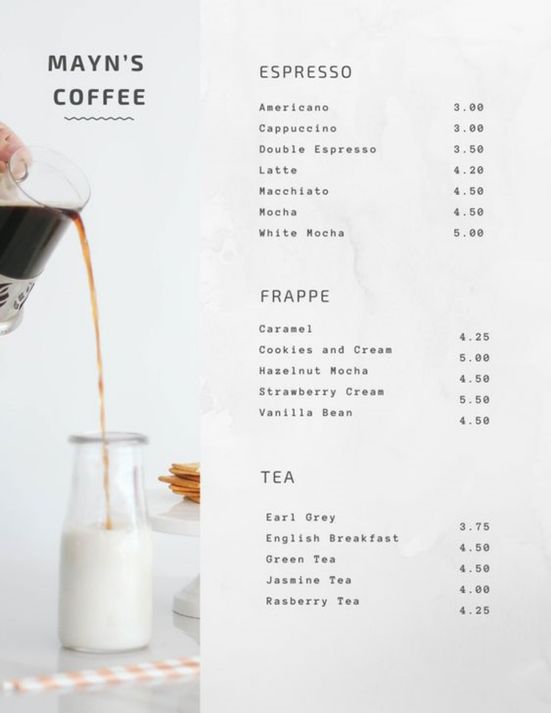 MAYN'S
COFFEE
ESPRESSO
Americano 3.00
Cappuccino 3.00
Double Espresso 3.50
Latte 4.20
Macchiato 4.50
Mocha 4.50
White Mocha 5.00
FRAPPE
Caramel 4.25
Cookies and Cream 5.00
Hazelnut Mocha 4.50
Strawberry Cream 5.50
Vanilla Bean 4.50
TEA
Earl Grey 3.75
English Breakfast 4.50
Green Tea 4.50
Jasmine Tea 4.00
Rasberry Tea 4.25